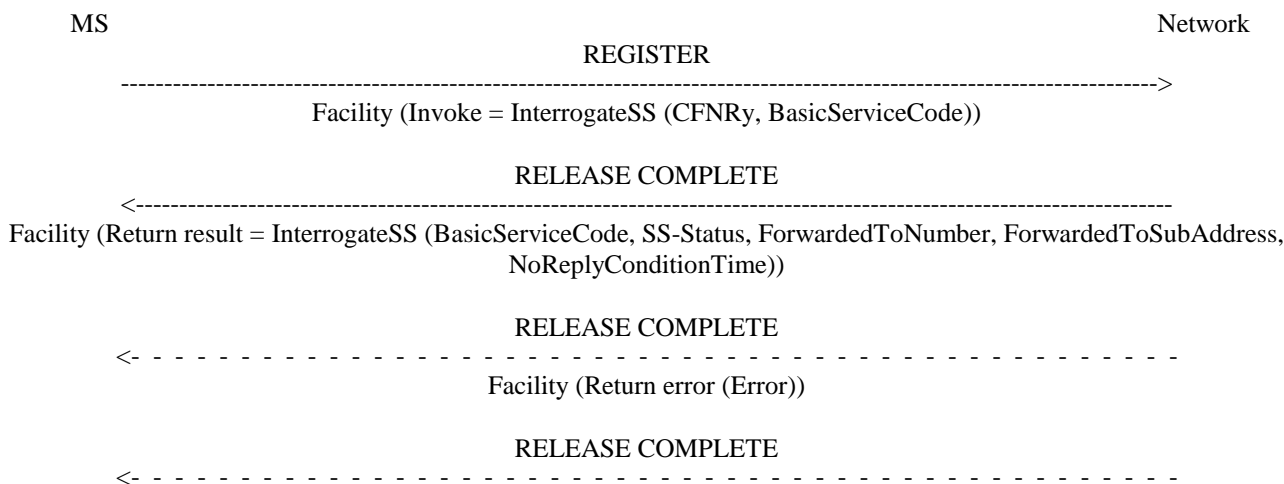 MS Network
REGISTER
------------------------------------------------------------------------------------------------------------------------>
Facility (Invoke = InterrogateSS (CFNRy, BasicServiceCode))
RELEASE COMPLETE
<------------------------------------------------------------------------------------------------------------------------
Facility (Return result = InterrogateSS (BasicServiceCode, SS-Status, ForwardedToNumber, ForwardedToSubAddress,
NoReplyConditionTime))
RELEASE COMPLETE
<- - - - - - - - - - - - - - - - - - - - - - - - - - - - - - - - - - - - - - - - - - - - - - - - - - - - - - - - - -
Facility (Return error (Error))
RELEASE COMPLETE
<- - - - - - - - - - - - - - - - - - - - - - - - - - - - - - - - - - - - - - - - - - - - - - - - - - - - - - - - - -